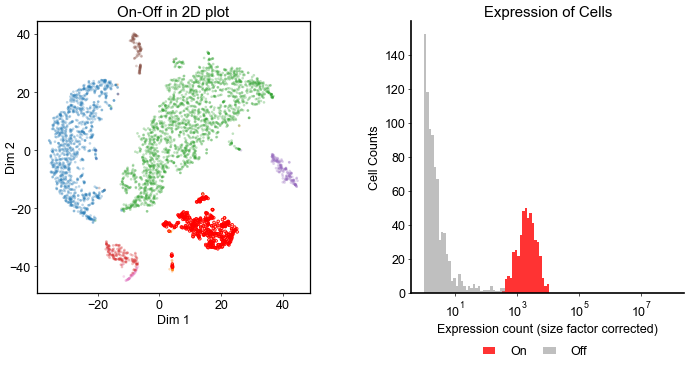 On-Off in 2D plot
Dim 2
40
20
0
−20
−40
−20
0
20
40
Dim 1
Expression of Cells
Cell Counts
140
120
100
80
60
40
20
0
10^1
10^3
10^5
10^7
Expression count (size factor corrected)
On
Off